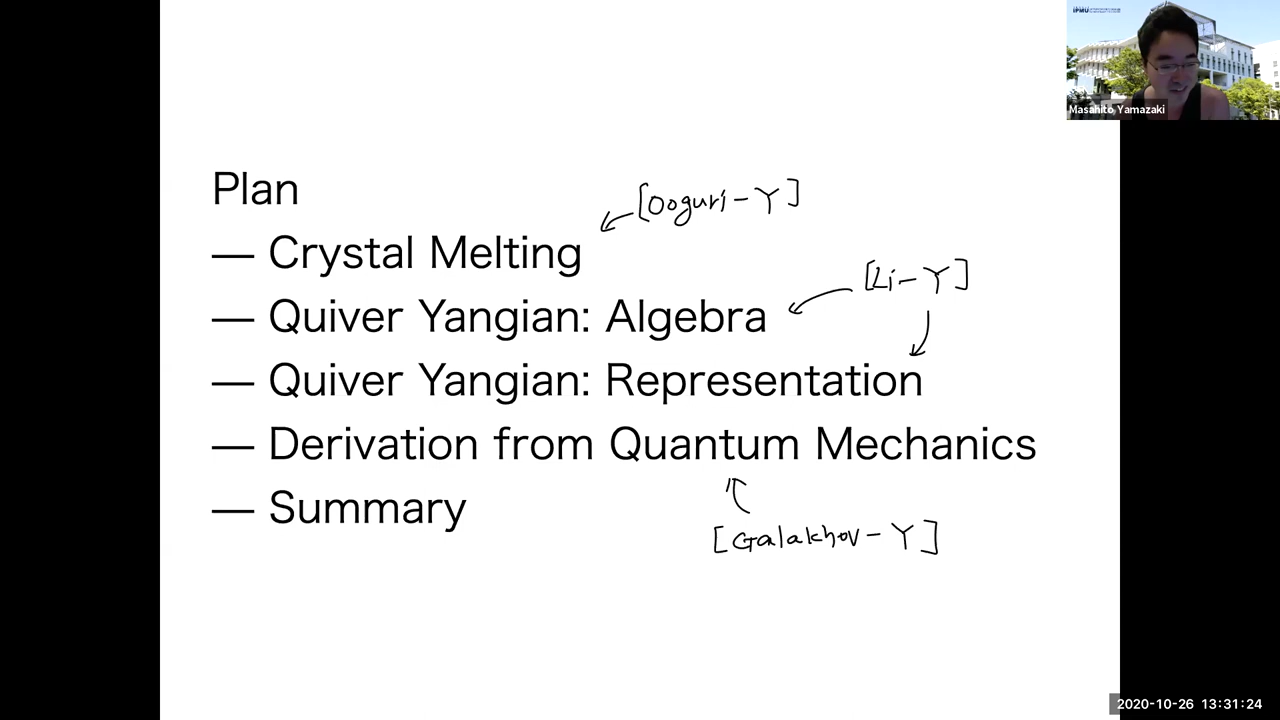 IPMU
Masahito Yamazaki
Plan
[Ooguri-Y]
— Crystal Melting
[Li-Y]
— Quiver Yangian: Algebra
— Quiver Yangian: Representation
— Derivation from Quantum Mechanics
— Summary
[Galakhov-Y]
2020-10-26 13:31:24